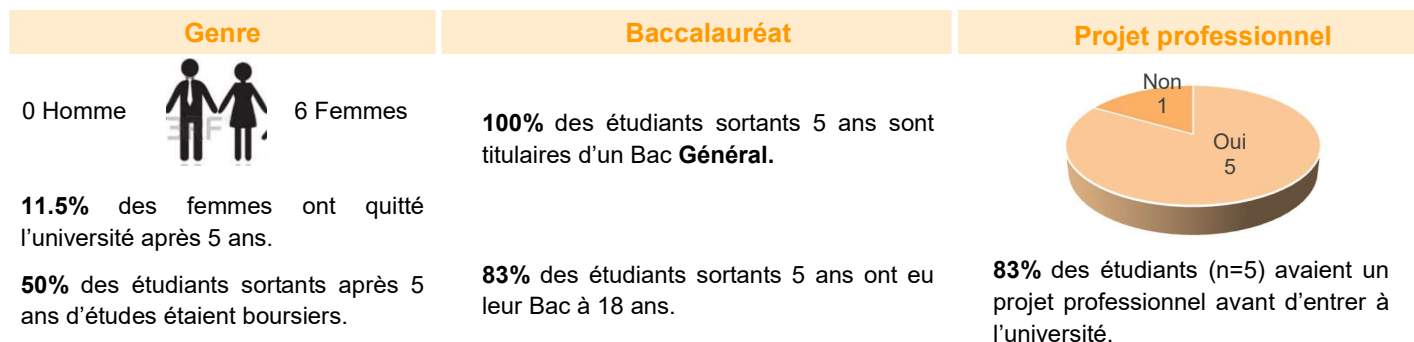 Genre
0 Homme
6 Femmes
11.5% des femmes ont quitté
l'université après 5 ans.
50% des étudiants sortants après 5
ans d'études étaient boursiers.
Baccalauréat
100% des étudiants sortants 5 ans sont
titulaires d'un Bac Général.
83% des étudiants sortants 5 ans ont eu
leur Bac à 18 ans.
Projet professionnel
Non
1
Oui
5
83% des étudiants (n=5) avaient un
projet professionnel avant d'entrer à
l'université.